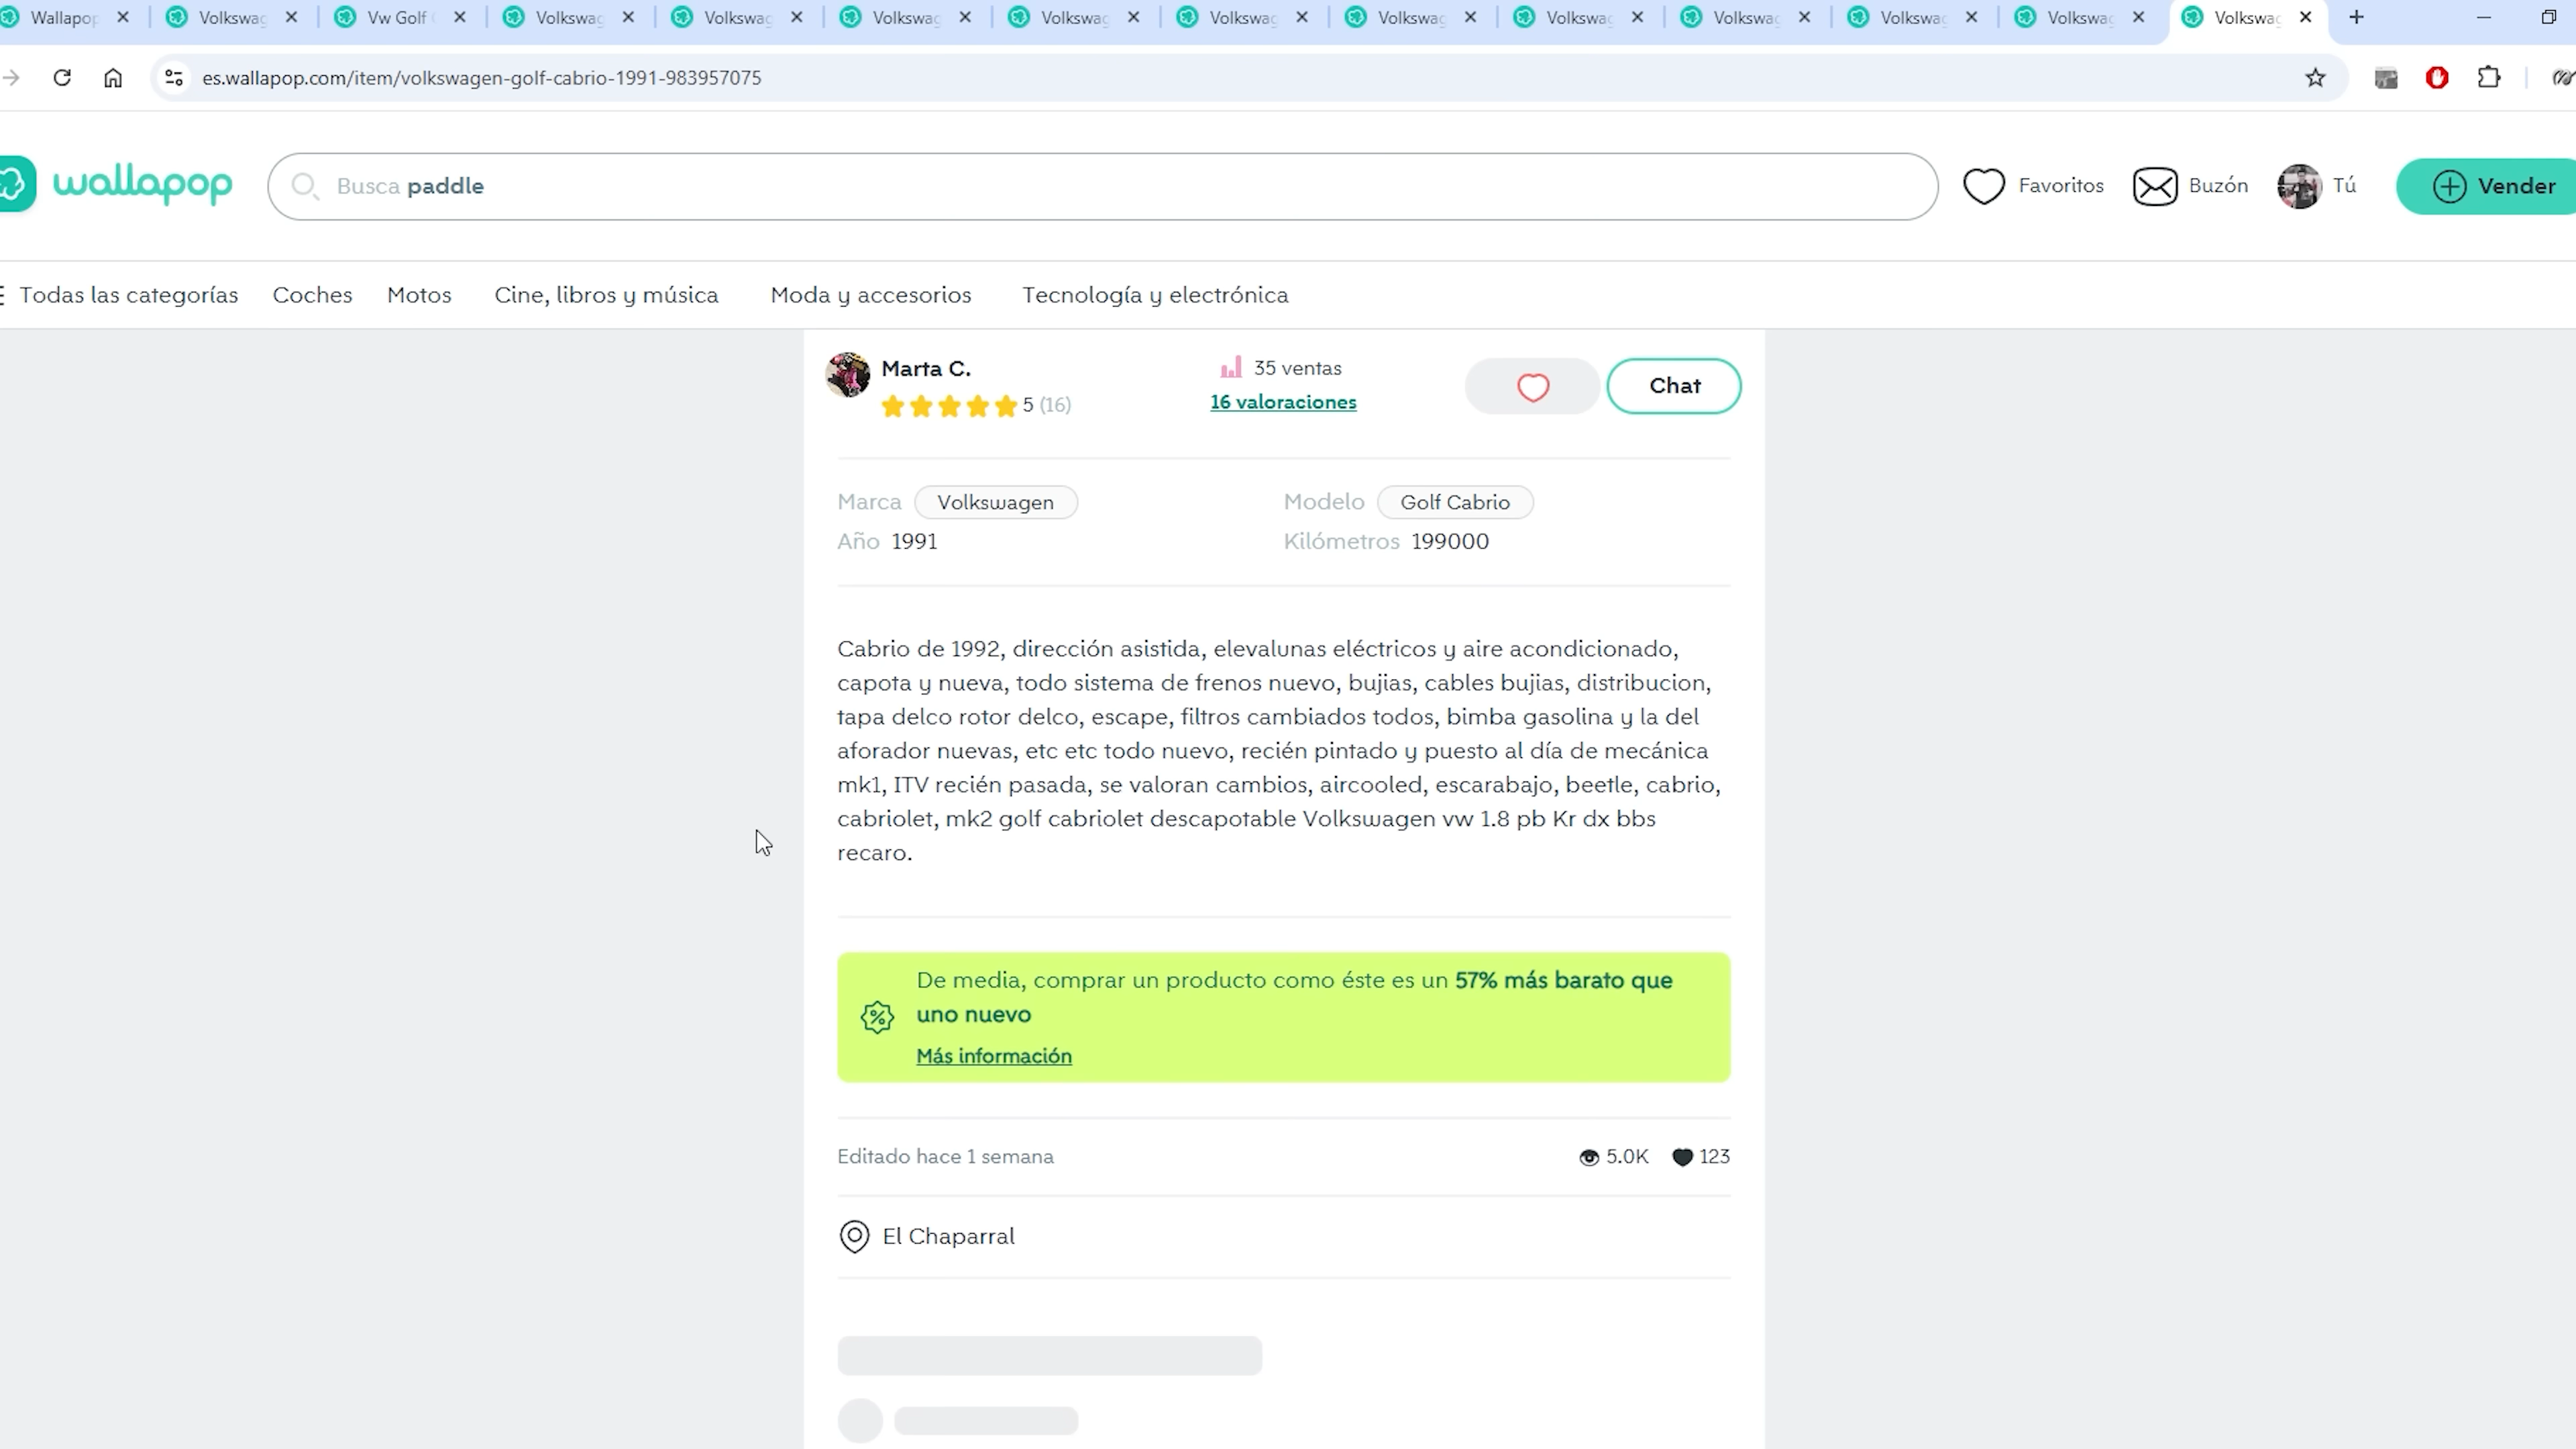 Wallapop
Volkswag
Vw Golf
Volkswag
Volkswag
Volkswag
Volkswag
Volkswag
Volkswag
Volkswag
Volkswag
Volkswag
Volkswag
Volkswag
es.wallapop.com/item/volkswagen-golf-cabrio-1991-983957075
wallapop
Busca paddle
Favoritos
Buzón
Tú
Vender
Todas las categorías Coches Motos Cine, libros y música Moda y accesorios Tecnología y electrónica
Marta C.
5 (16)
35 ventas
16 valoraciones
Chat
Marca Volkswagen
Modelo Golf Cabrio
Año 1991
Kilómetros 199000
Cabrio de 1992, dirección asistida, elevalunas eléctricos y aire acondicionado,
capota y nueva, todo sistema de frenos nuevo, bujias, cables bujias, distribucion,
tapa delco rotor delco, escape, filtros cambiados todos, bimba gasolina y la del
aforador nuevas, etc etc todo nuevo, recién pintado y puesto al día de mecánica
mk1, ITV recién pasada, se valoran cambios, aircooled, escarabajo, beetle, cabrio,
cabriolet, mk2 golf cabriolet descapotable Volkswagen vw 1.8 pb Kr dx bbs
recaro.
De media, comprar un producto como éste es un 57% más barato que
uno nuevo
Más información
Editado hace 1 semana
5.0K
123
El Chaparral